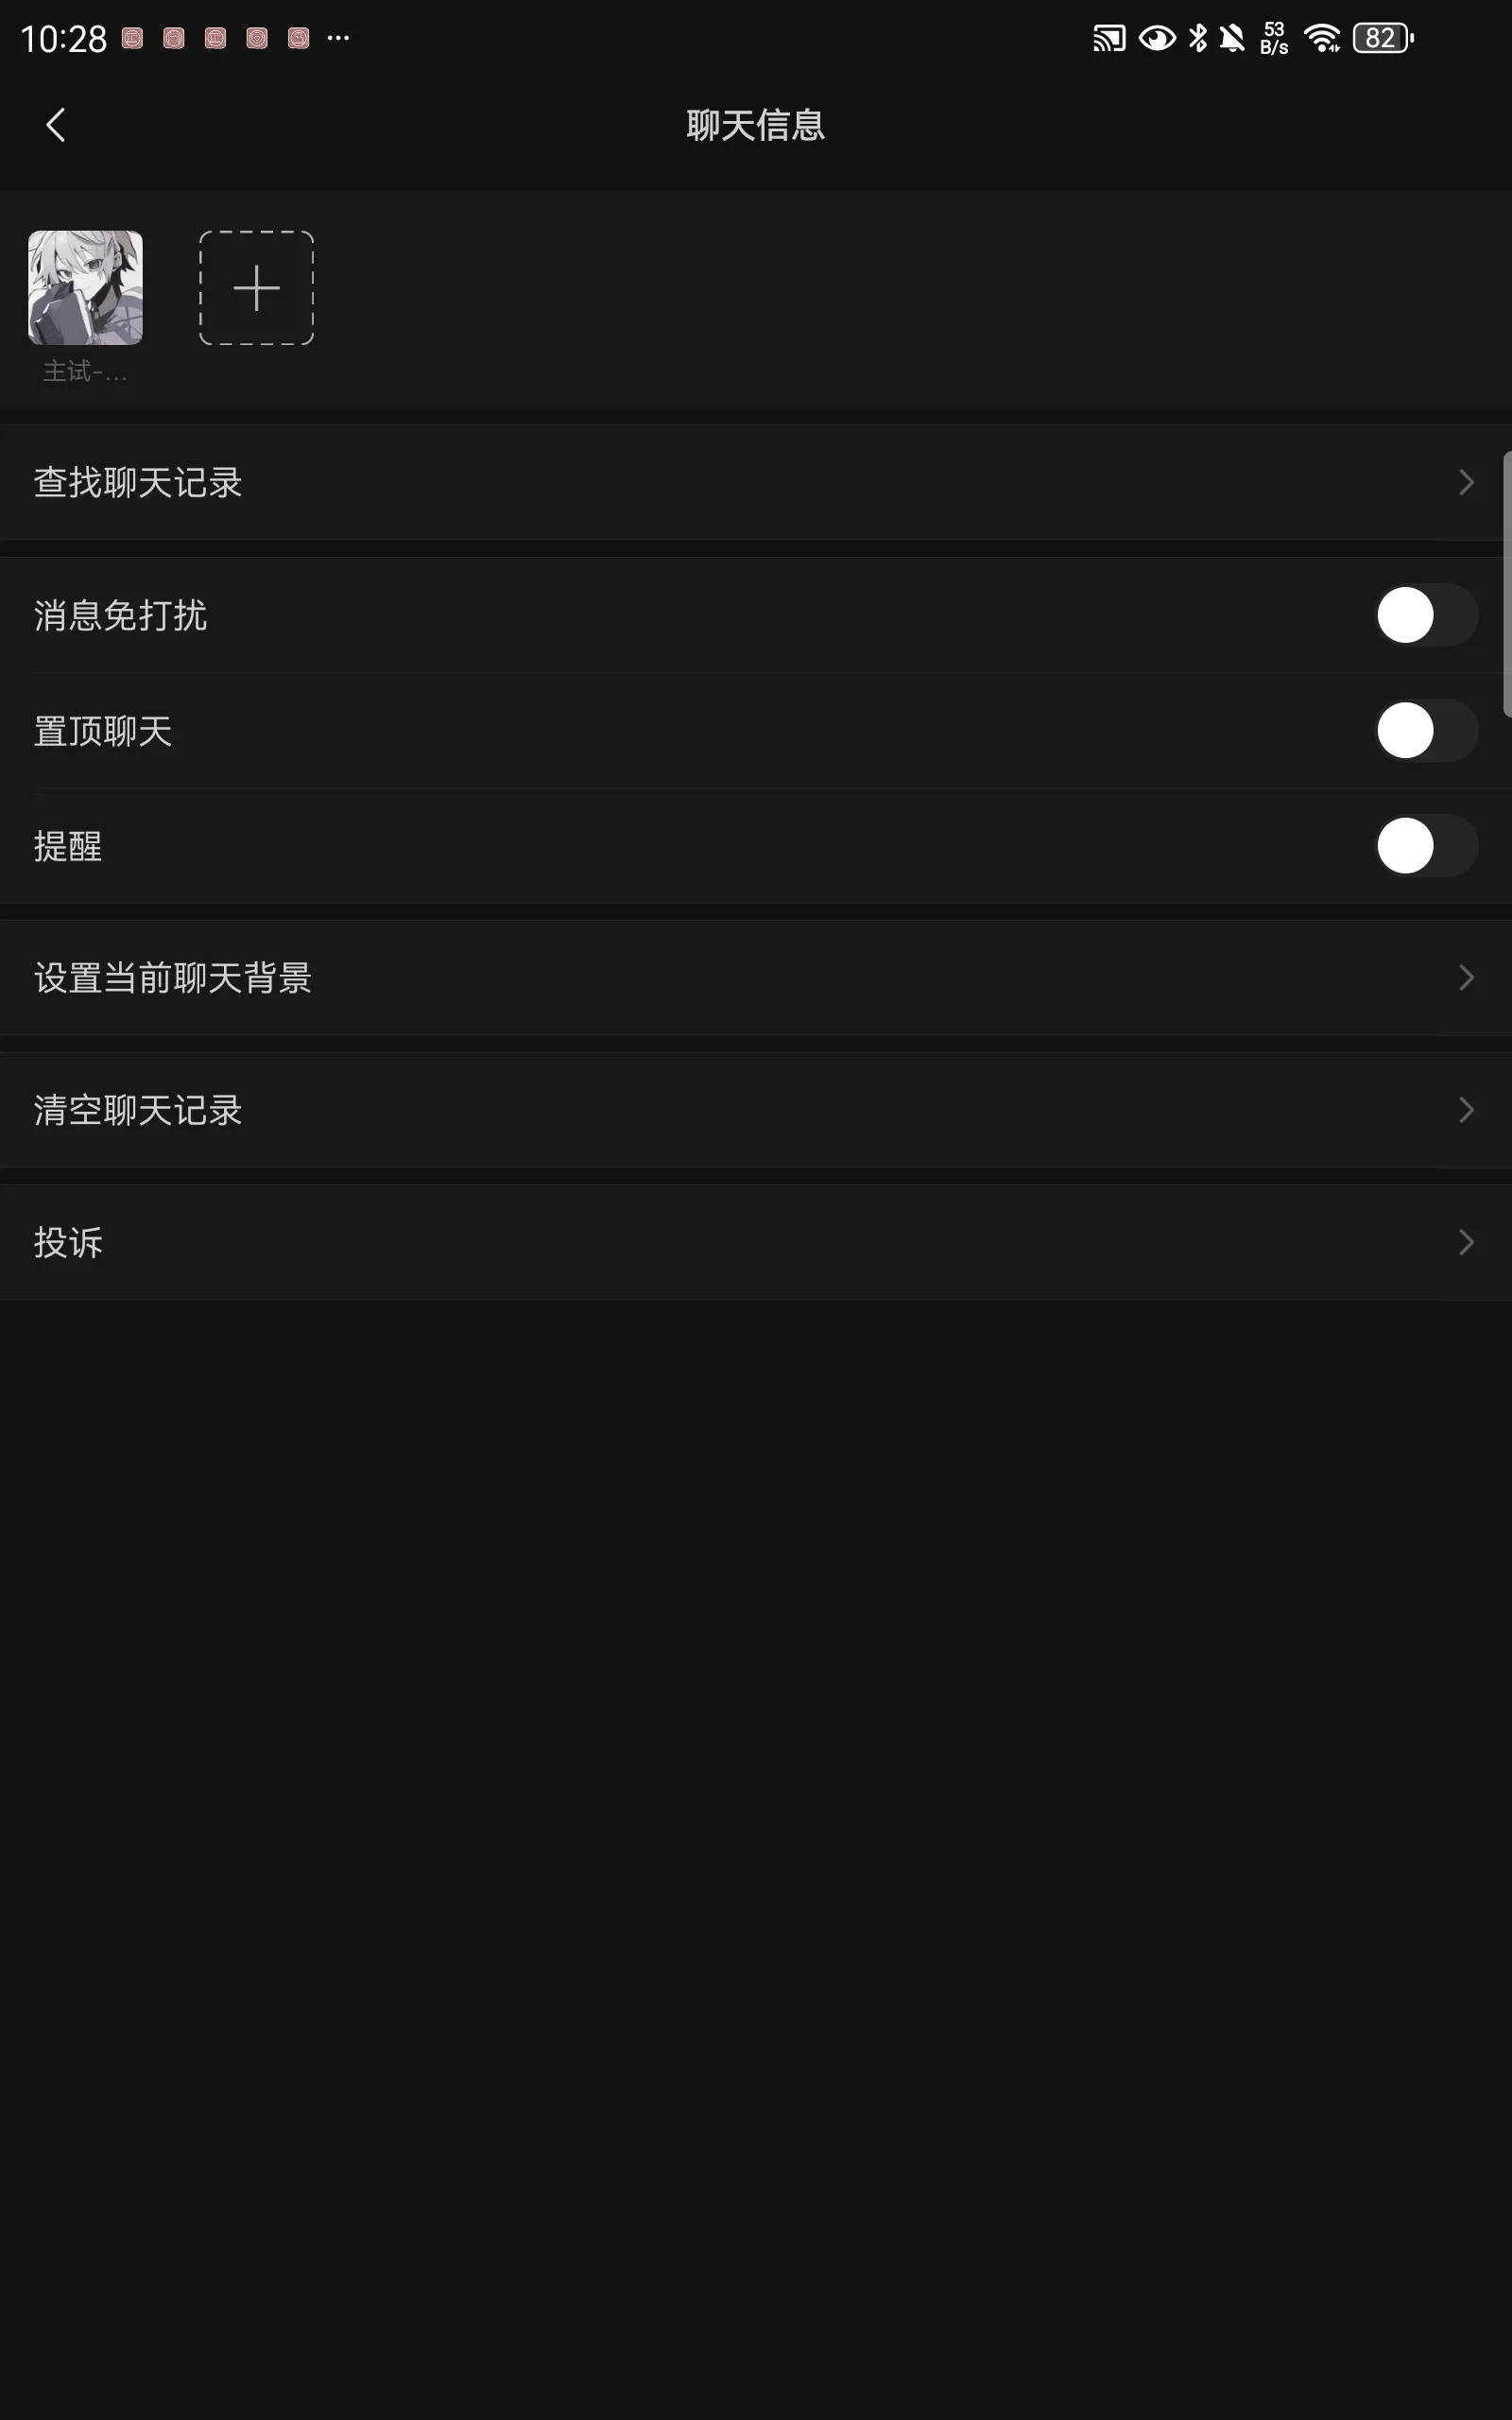 10:28
53 B/s
82
聊天信息
主试-...
查找聊天记录
消息免打扰
置顶聊天
提醒
设置当前聊天背景
清空聊天记录
投诉